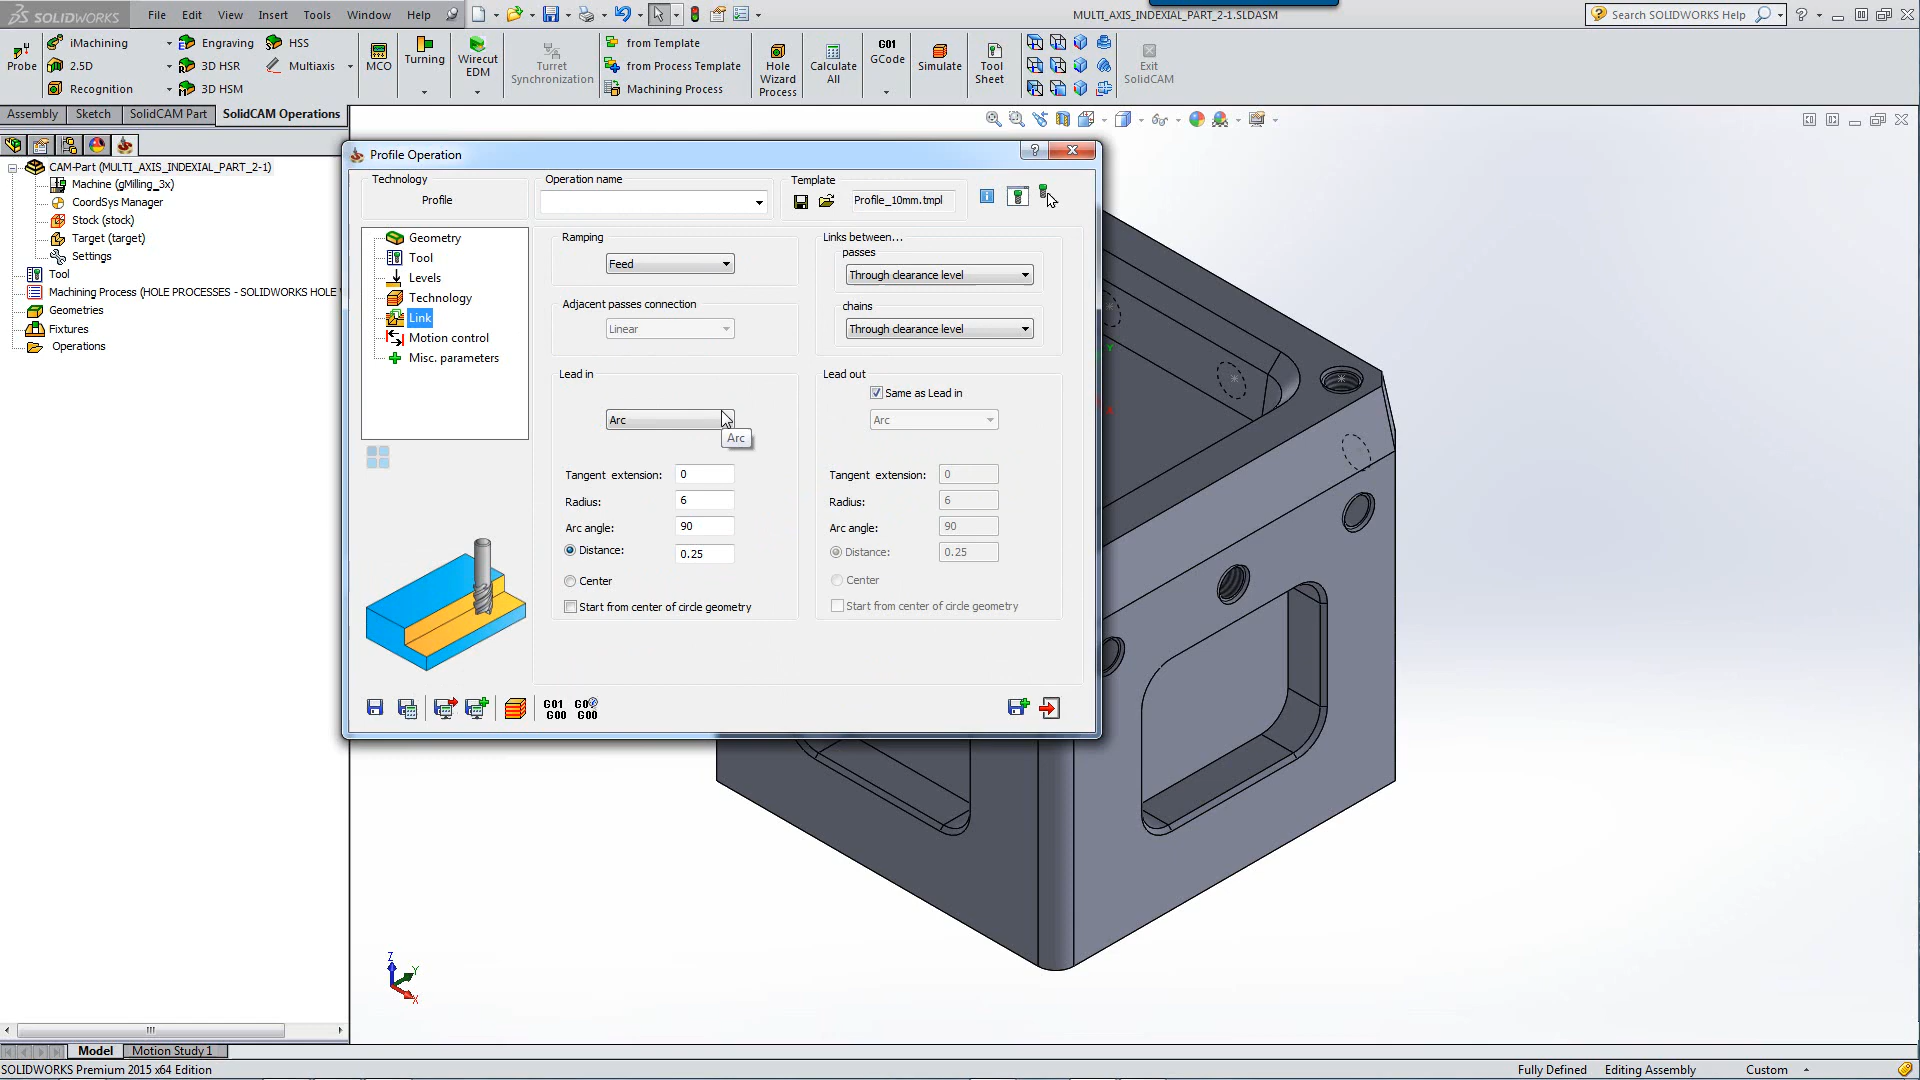 SOLIDWORKS File Edit View Insert Tools Window Help MULTI_AXIS_INDEXIAL_PART_2-1.SLDASM Search SOLIDWORKS Help
iMachining Engraving HSS from Template
Probe 2.5D 3D HSR Multiaxis MCO Turning Wirecut EDM Turret Synchronization from Process Template Hole Wizard Process Calculate All G01 GCode Simulate Tool Sheet Exit SolidCAM
Recognition 3D HSM Machining Process
Assembly Sketch SolidCAM Part SolidCAM Operations
CAM-Part (MULTI_AXIS_INDEXIAL_PART_2-1)
Machine (gMilling_3x)
CoordSys Manager
Stock (stock)
Target (target)
Settings
Tool
Machining Process (HOLE PROCESSES - SOLIDWORKS HOLE
Geometries
Fixtures
Operations
Profile Operation
Technology Operation name Template
Profile Profile_10mm.tmpl
Geometry
Tool
Levels
Technology
Link
Motion control
Misc. parameters
Ramping Links between...
passes
Feed Through clearance level
Adjacent passes connection chains
Linear Through clearance level
Lead in Lead out
Same as Lead in
Arc Arc
Arc
Tangent extension: 0 Tangent extension: 0
Radius: 6 Radius: 6
Arc angle: 90 Arc angle: 90
Distance: 0.25 Distance: 0.25
Center Center
Start from center of circle geometry Start from center of circle geometry
G01 G0
G00 G00
Y
X
Z
Y
X
Model Motion Study 1
SOLIDWORKS Premium 2015 x64 Edition Fully Defined Editing Assembly Custom